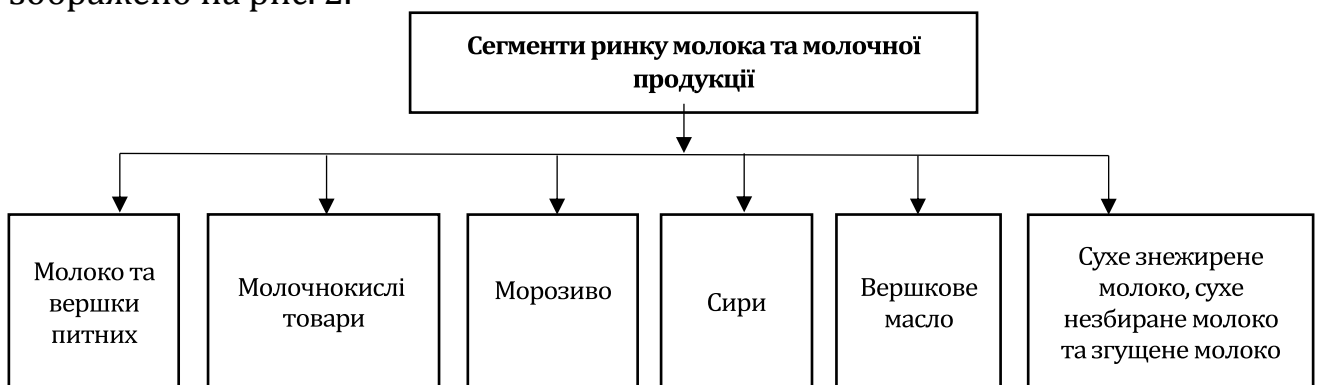 зображено на рис. 2.
Сегменти ринку молока та молочної
продукції
Молоко та
вершки
питних
Молочнокислі
товари
Морозиво
Сири
Вершкове
масло
Сухе знежирене
молоко, сухе
незбиране молоко
та згущене молоко